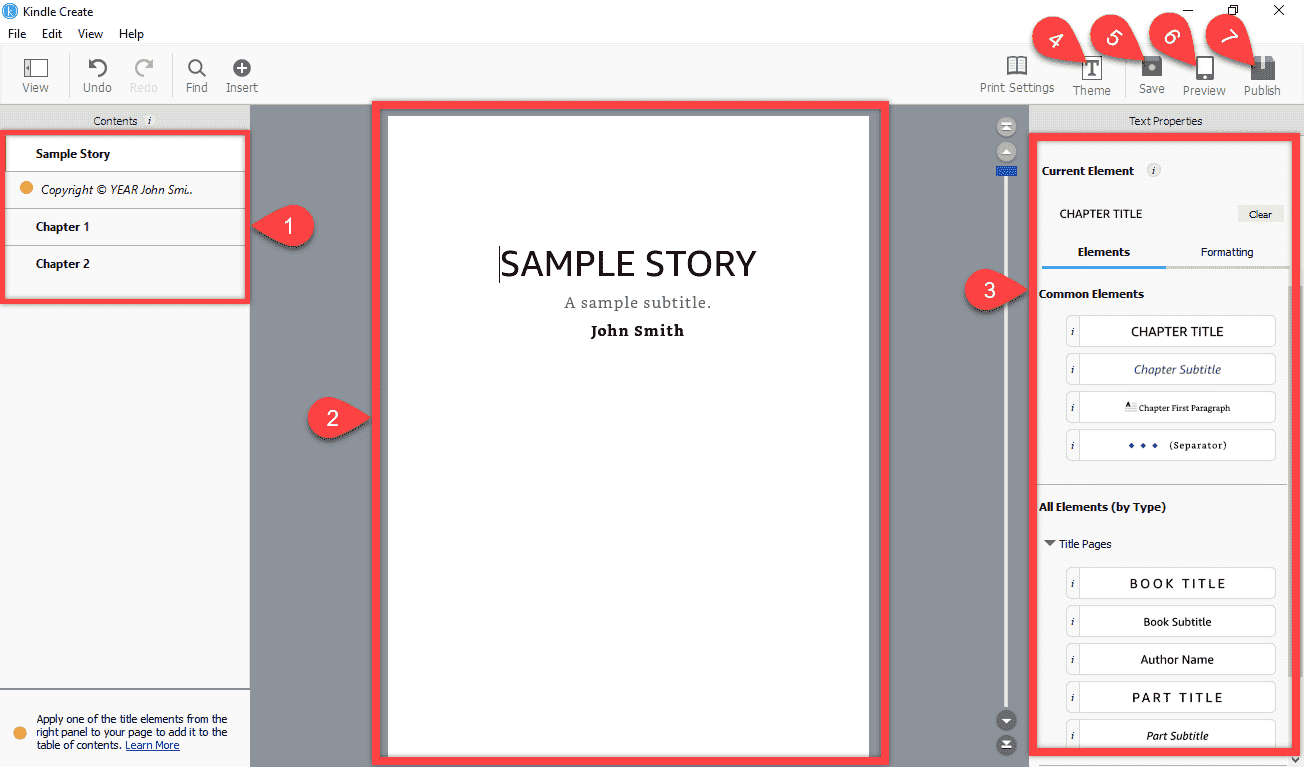 Kindle Create
File Edit View Help
View Undo Redo Find Insert Print Settings Theme Save Preview Publish
4 5 6 7
Contents i
Sample Story
Copyright © YEAR John Smi..
Chapter 1
Chapter 2
1
Apply one of the title elements from the
right panel to your page to add it to the
table of contents. Learn More
2
SAMPLE STORY
A sample subtitle.
John Smith
3
Text Properties
Current Element i
CHAPTER TITLE Clear
Elements Formatting
Common Elements
i CHAPTER TITLE
i Chapter Subtitle
i Chapter First Paragraph
i (Separator)
All Elements (by Type)
Title Pages
i BOOK TITLE
i Book Subtitle
i Author Name
i PART TITLE
i Part Subtitle